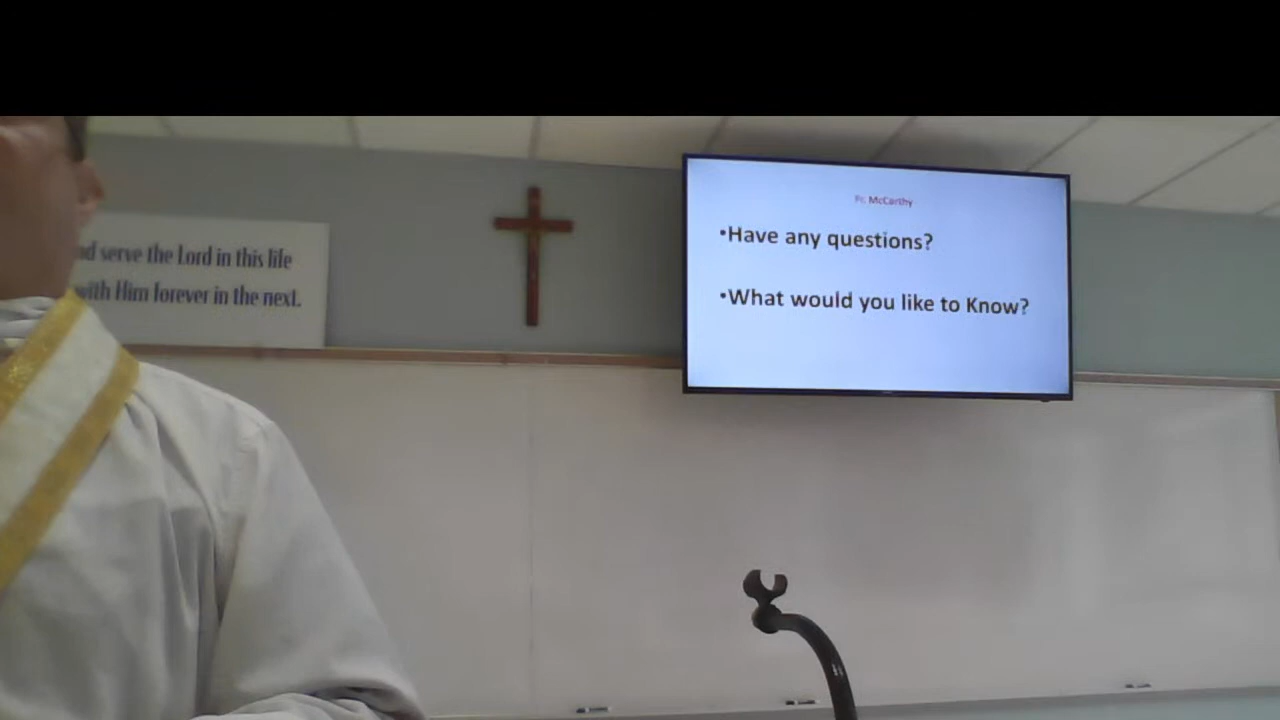 nd serve the Lord in this life
with Him forever in the next.
Fr. McCarthy
•Have any questions?
•What would you like to Know?